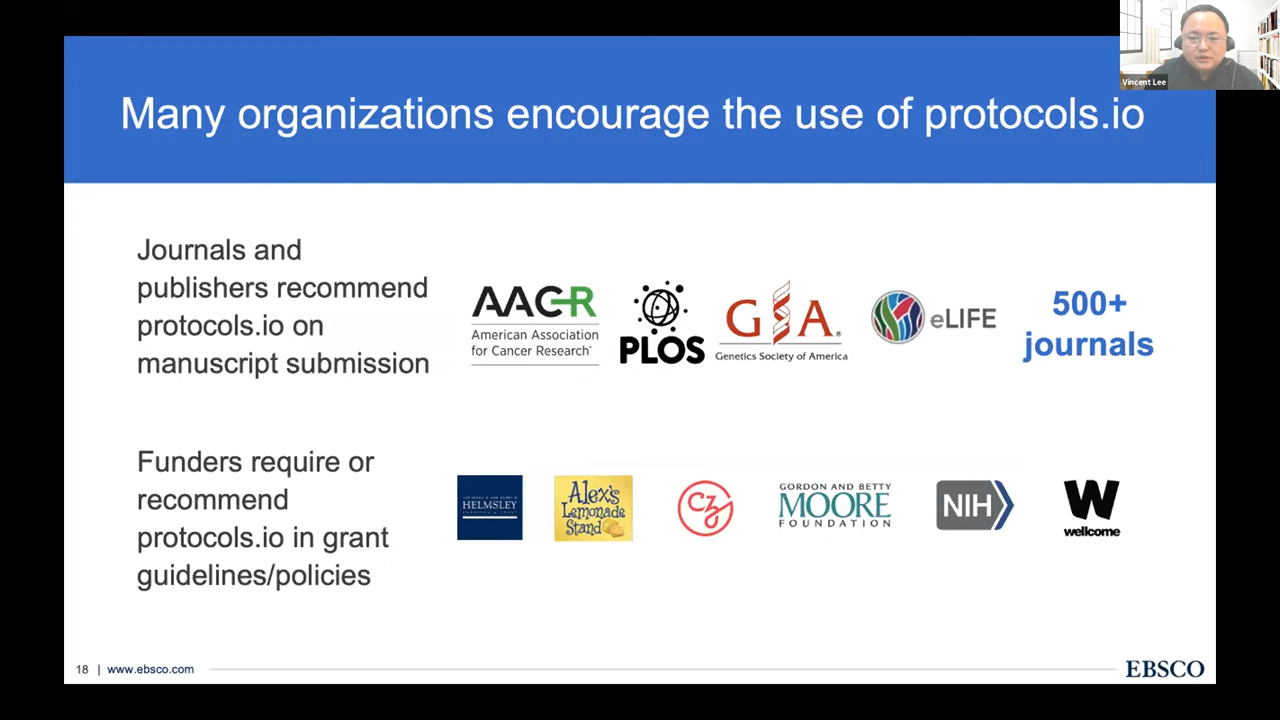 Vincent Lee
Many organizations encourage the use of protocols.io
Journals and
publishers recommend
protocols.io on
manuscript submission
AACR
American Association
for Cancer Research®
PLOS
GSA®
Genetics Society of America
eLIFE
500+
journals
Funders require or
recommend
protocols.io in grant
guidelines/policies
HELMSLEY
Alex's
Lemonade
Stand
CZI
GORDON AND BETTY
MOORE
FOUNDATION
NIH
W
wellcome
18 | www.ebsco.com
EBSCO